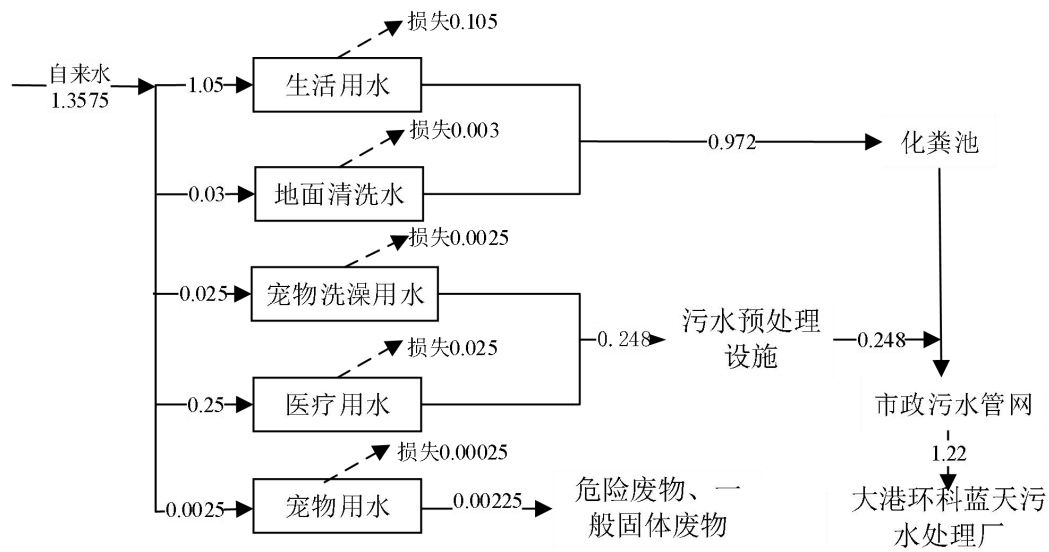 损失0.105
自来水
1.3575
1.05
生活用水
损失0.003
0.972
化粪池
0.03
地面清洗水
损失0.0025
0.025
宠物洗澡用水
污水预处理
设施
0.248
0.248
损失0.025
0.25
医疗用水
市政污水管网
损失0.00025
1.22
0.0025
宠物用水
0.00225
危险废物、一
般固体废物
大港环科蓝天污
水处理厂